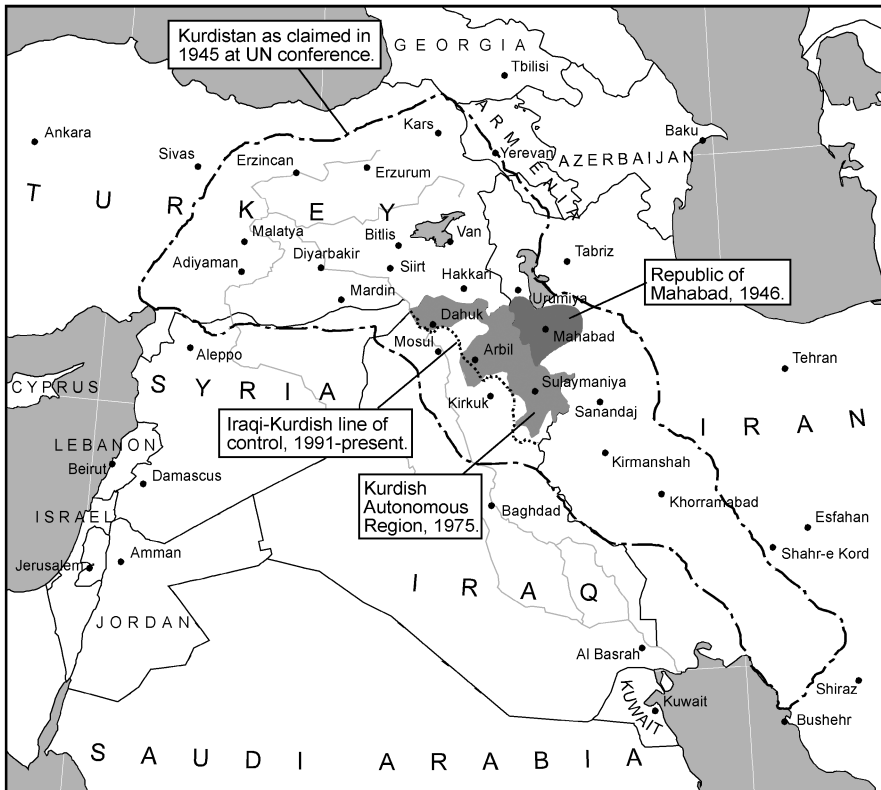 Kurdistan as claimed in
1945 at UN conference.
GEORGIA
Tbilisi
Ankara
Sivas
Erzincan
Erzurum
Kars
ARMENIA
Yerevan
Baku
AZERBAIJAN
TURKEY
Malatya
Bitlis
Van
Adiyaman
Diyarbakir
Siirt
Hakkari
Mardin
Tabriz
Urumiya
Republic of
Mahabad, 1946.
Dahuk
Mahabad
Mosul
Arbil
Aleppo
Tehran
CYPRUS
SYRIA
Kirkuk
Sulaymaniya
Sanandaj
IRAN
Iraqi-Kurdish line of
control, 1991-present.
LEBANON
Beirut
Damascus
Kirmanshah
Kurdish
Autonomous
Region, 1975.
Khorramabad
Baghdad
ISRAEL
Esfahan
Amman
Jerusalem
Shahr-e Kord
IRAQ
JORDAN
Al Basrah
Shiraz
KUWAIT
Kuwait
Bushehr
SAUDI ARABIA